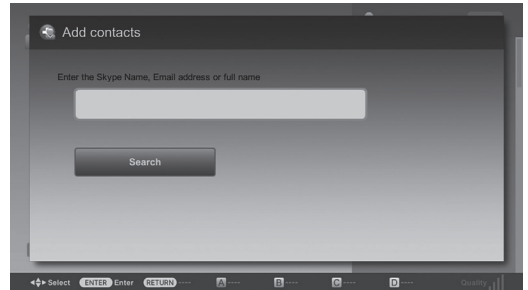 Add contacts
Enter the Skype Name, Email address or full name
Search
Select ENTER Enter RETURN ---- A ---- B ---- C ---- D ---- Quality